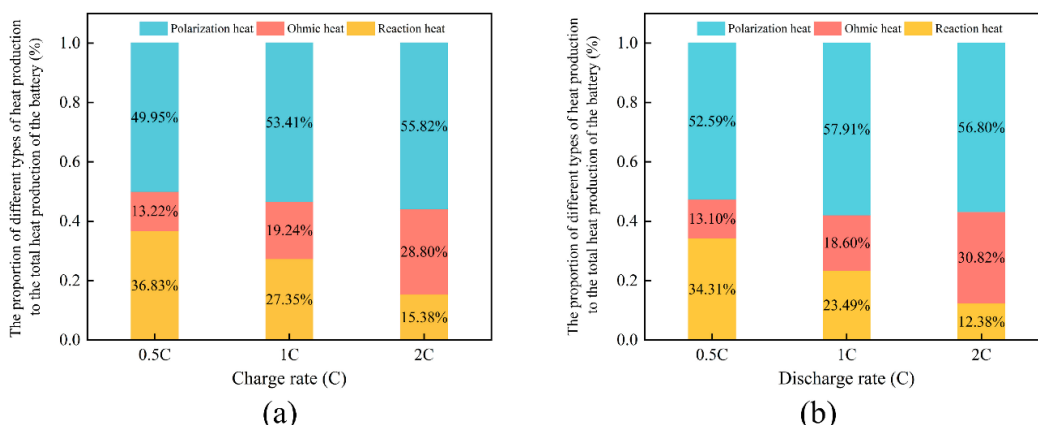 The proportion of different types of heat production
to the total heat production of the battery (%)
Polarization heat Ohmic heat Reaction heat
1.0
0.8
0.6
0.4
0.2
0.0
49.95%
53.41%
55.82%
13.22%
19.24%
28.80%
36.83%
27.35%
15.38%
0.5C 1C 2C
Charge rate (C)
(a)
The proportion of different types of heat production
to the total heat production of the battery (%)
Polarization heat Ohmic heat Reaction heat
1.0
0.8
0.6
0.4
0.2
0.0
52.59%
57.91%
56.80%
13.10%
18.60%
30.82%
34.31%
23.49%
12.38%
0.5C 1C 2C
Discharge rate (C)
(b)